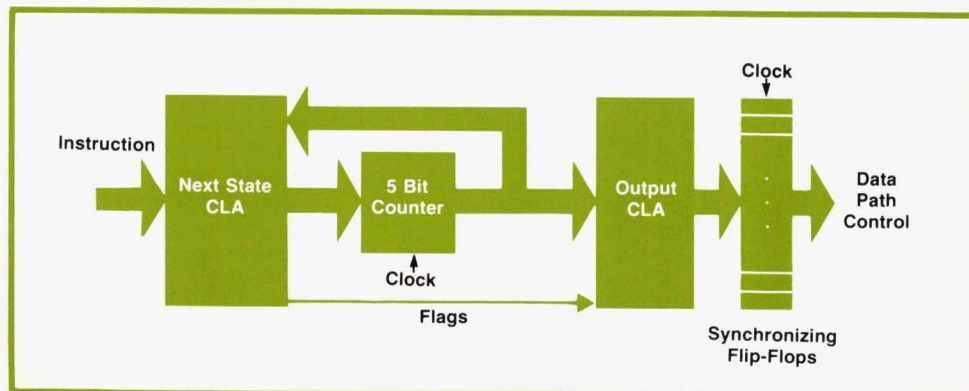 Clock
Instruction
Next State
CLA
5 Bit
Counter
Output
CLA
Data
Path
Control
Clock
Flags
Synchronizing
Flip-Flops